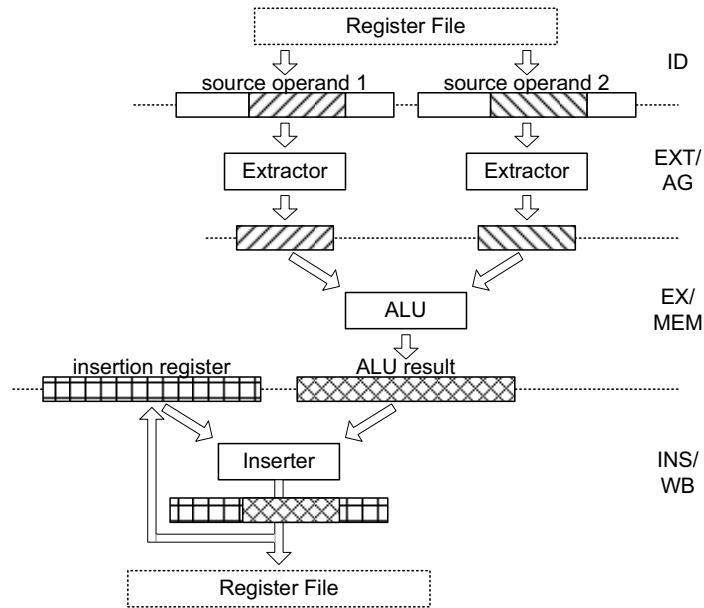 Register File
ID
source operand 1
source operand 2
Extractor
Extractor
EXT/
AG
ALU
EX/
MEM
insertion register
ALU result
Inserter
INS/
WB
Register File